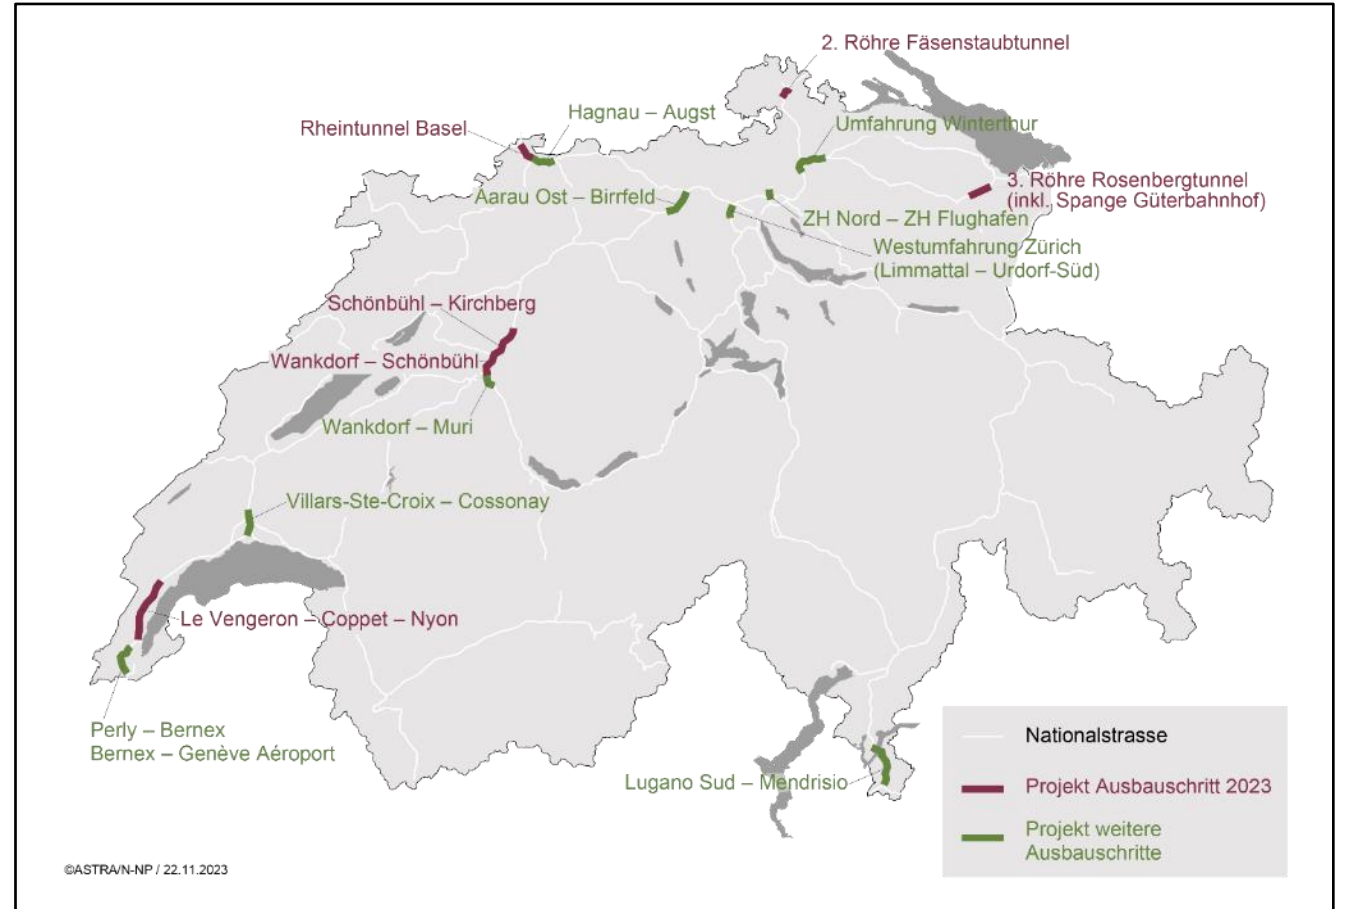 2. Röhre Fäsenstaubtunnel
Hagnau – Augst
Rheintunnel Basel
Umfahrung Winterthur
3. Röhre Rosenbergtunnel
(inkl. Spange Güterbahnhof)
Aarau Ost – Birrfeld
ZH Nord – ZH Flughafen
Westumfahrung Zürich
(Limmattal – Urdorf-Süd)
Schönbühl – Kirchberg
Wankdorf – Schönbühl
Wankdorf – Muri
Villars-Ste-Croix – Cossonay
Le Vengeron – Coppet – Nyon
Perly – Bernex
Bernex – Genève Aéroport
Lugano Sud – Mendrisio
Nationalstrasse
Projekt Ausbauschritt 2023
Projekt weitere
Ausbauschritte
©ASTRA/N-NP / 22.11.2023